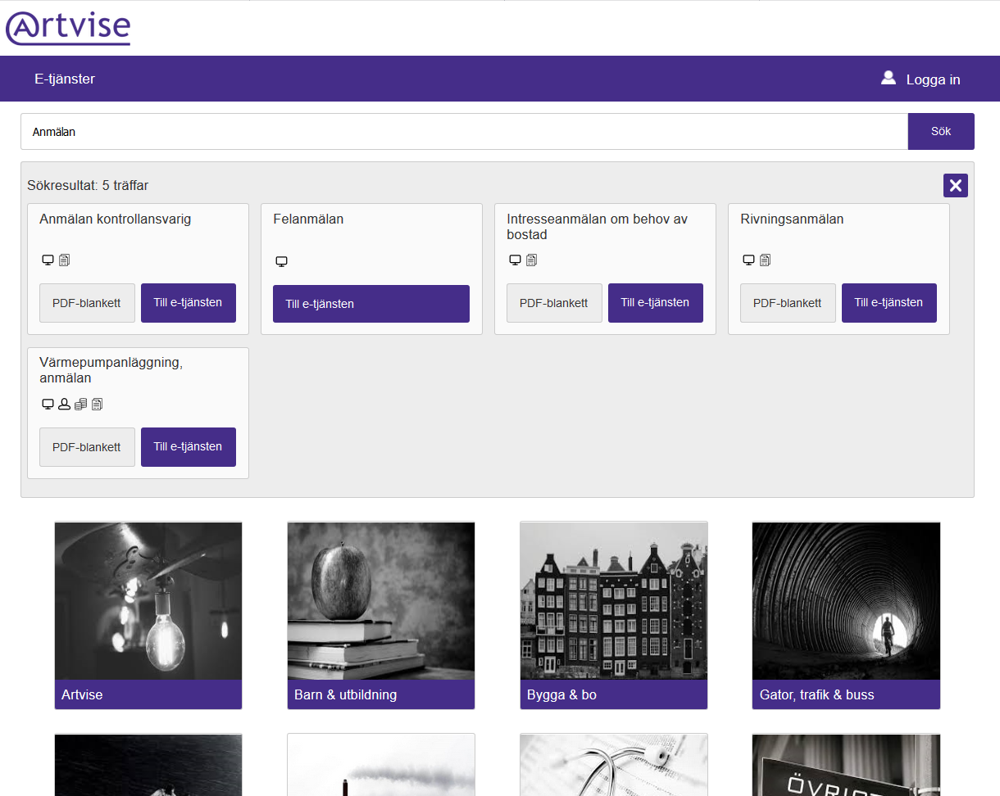 Artvise
E-tjänster
Logga in
Anmälan
Sök
Sökresultat: 5 träffar
Anmälan kontrollansvarig
PDF-blankett
Till e-tjänsten
Felanmälan
Till e-tjänsten
Intresseanmälan om behov av
bostad
PDF-blankett
Till e-tjänsten
Rivningsanmälan
PDF-blankett
Till e-tjänsten
Värmepumpanläggning,
anmälan
PDF-blankett
Till e-tjänsten
Artvise
Barn & utbildning
Bygga & bo
Gator, trafik & buss